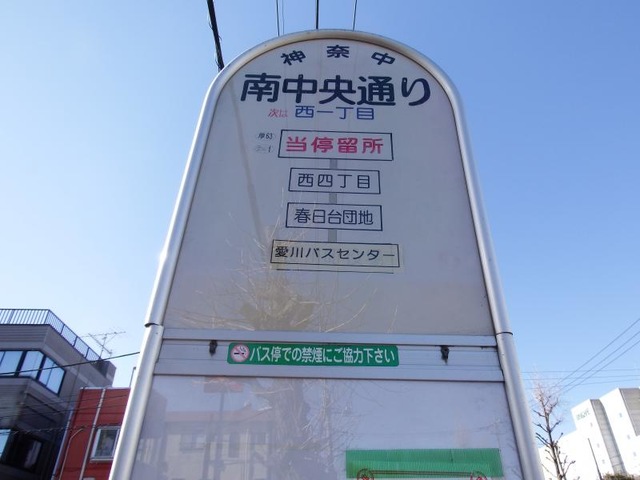 神奈中
南中央通り
次は 西一丁目
当停留所
西四丁目
春日台団地
愛川バスセンター
バス停での禁煙にご協力下さい